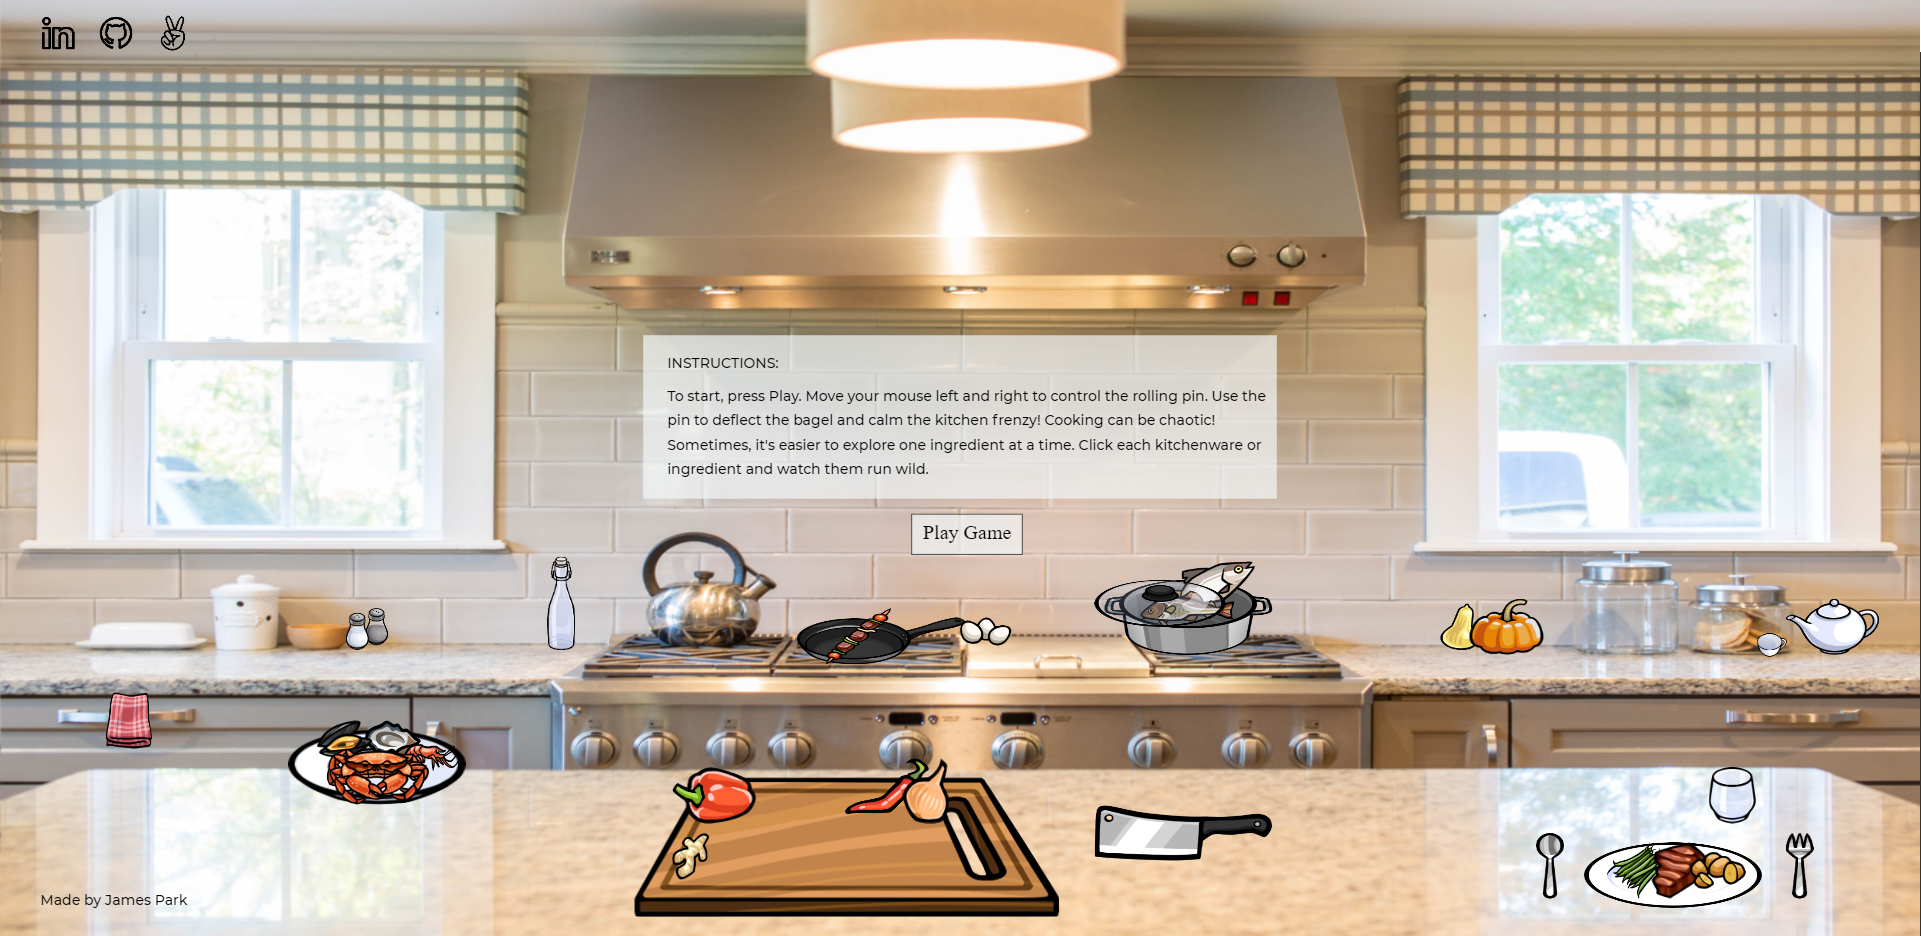 in
INSTRUCTIONS:
To start, press Play. Move your mouse left and right to control the rolling pin. Use the
pin to deflect the bagel and calm the kitchen frenzy! Cooking can be chaotic!
Sometimes, it's easier to explore one ingredient at a time. Click each kitchenware or
ingredient and watch them run wild.
Play Game
Made by James Park